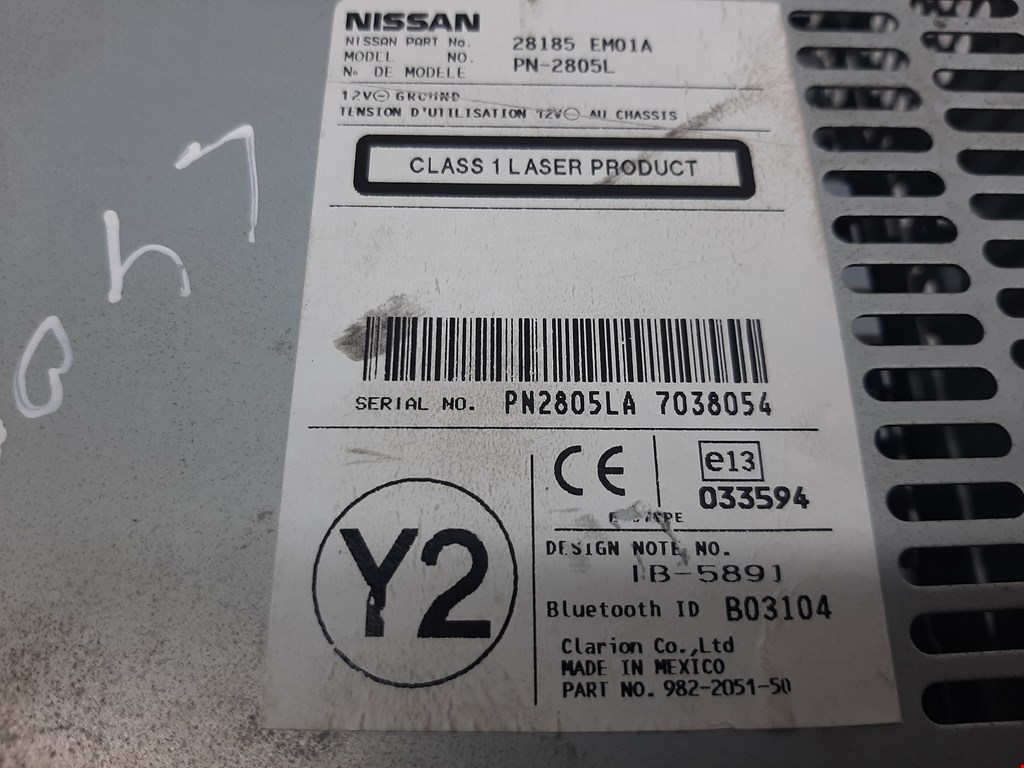 NISSAN
NISSAN PART No. 28185 EM01A
MODEL NO. PN-2805L
No DE MODELE
12V⊖ GROUND
TENSION D'UTILISATION 12V⊖ AU CHASSIS
CLASS 1 LASER PRODUCT
SERIAL NO. PN2805LA 7038054
CE
e13
033594
Y2
DESIGN NOTE NO.
IB-5891
Bluetooth ID B03104
Clarion Co.,Ltd
MADE IN MEXICO
PART NO. 982-2051-50